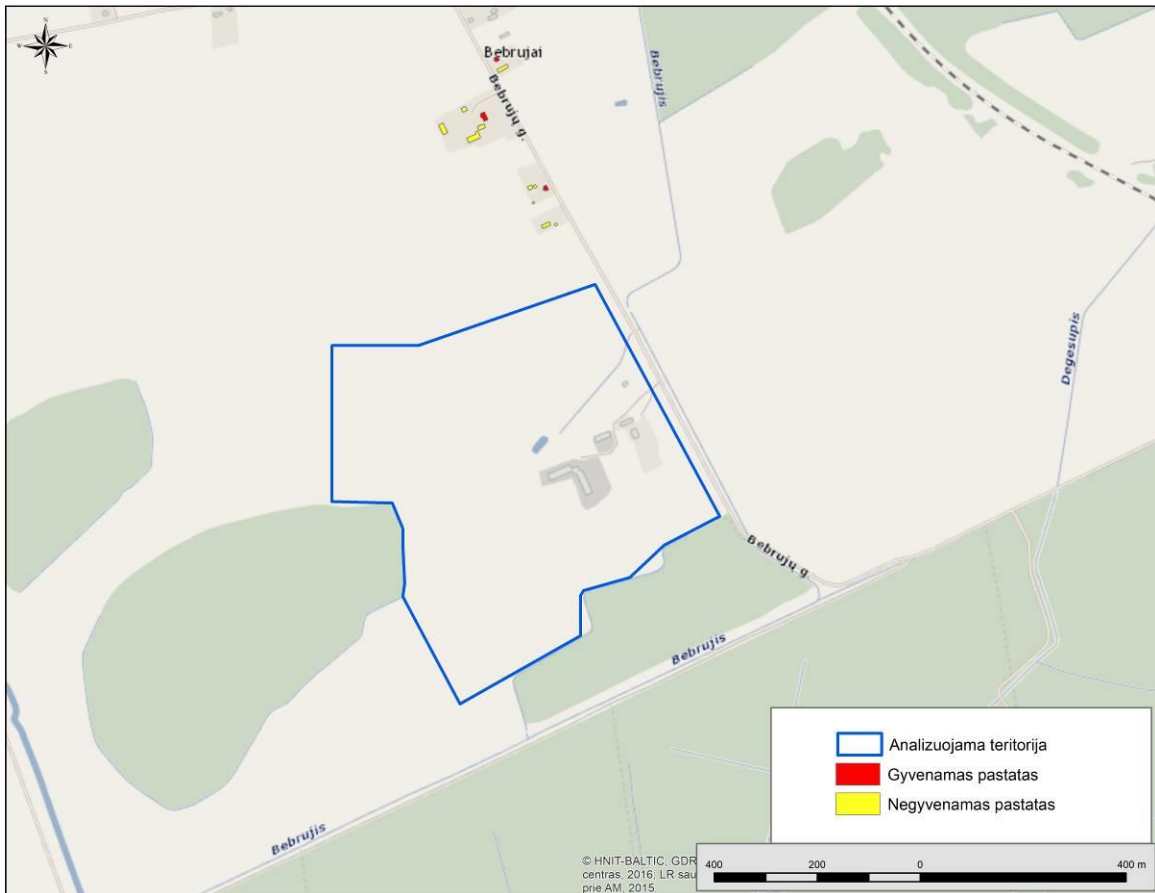 N
W
E
S
Bebrujai
Bebrujų g.
Bebrujis
Degesupis
Bebrujų g.
Bebrujis
Bebrujis
Analizuojama teritorija
Gyvenamas pastatas
Negyvenamas pastatas
© HNIT-BALTIC, GDR
centras, 2016; LR sau
prie AM, 2015.
400 200 0 400 m